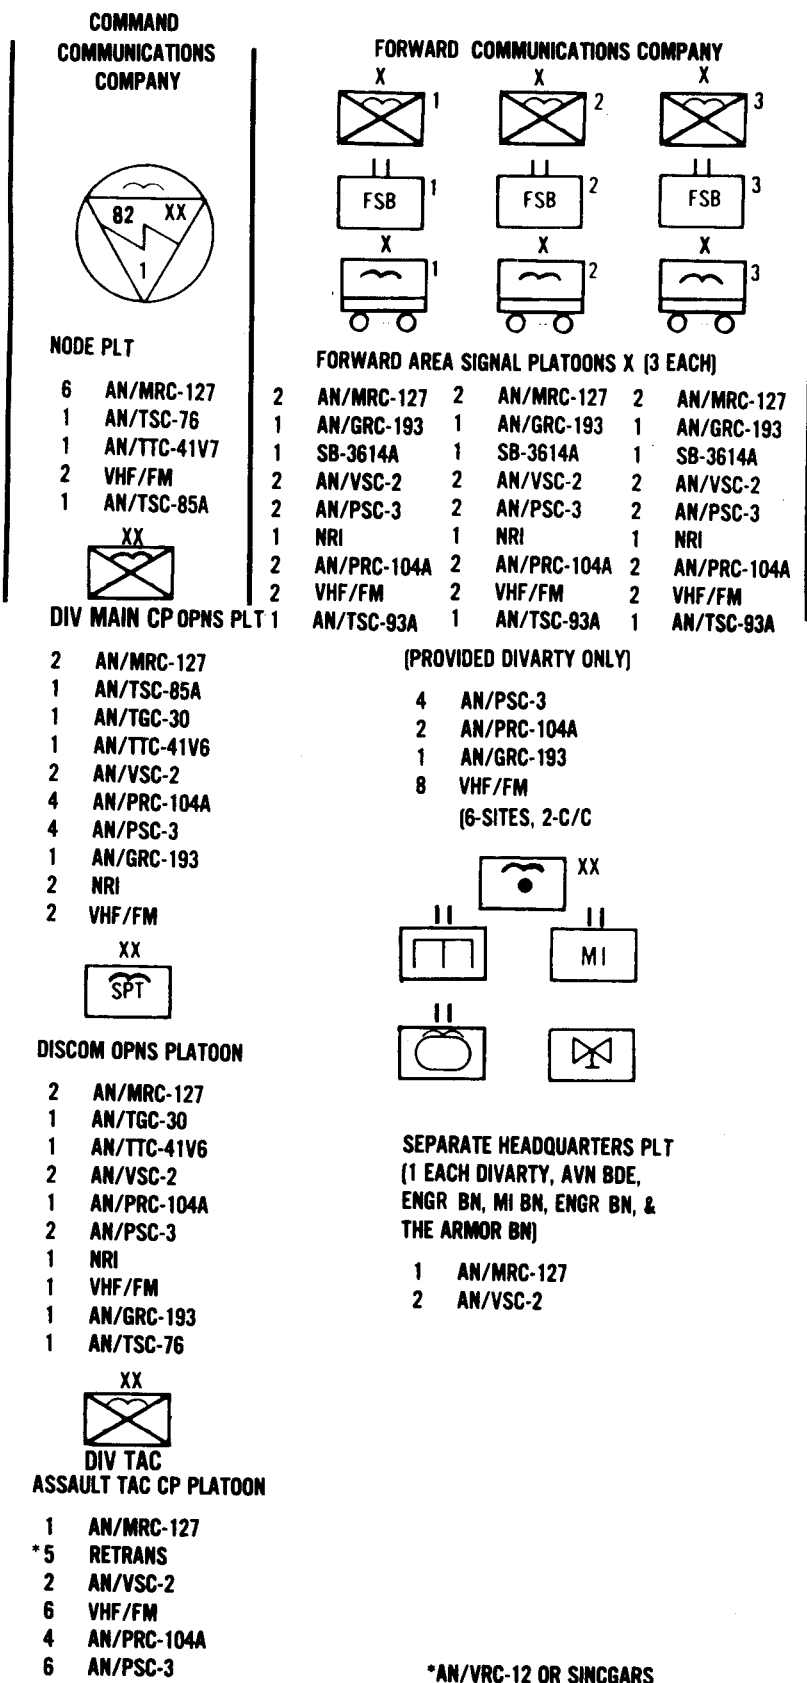 COMMAND
COMMUNICATIONS
COMPANY
82 XX
1
NODE PLT
6 AN/MRC-127
1 AN/TSC-76
1 AN/TTC-41V7
2 VHF/FM
1 AN/TSC-85A
XX
DIV MAIN CP OPNS PLT
2 AN/MRC-127
1 AN/TSC-85A
1 AN/TGC-30
1 AN/TTC-41V6
2 AN/VSC-2
4 AN/PRC-104A
4 AN/PSC-3
1 AN/GRC-193
2 NRI
2 VHF/FM
XX
SPT
DISCOM OPNS PLATOON
2 AN/MRC-127
1 AN/TGC-30
1 AN/TTC-41V6
2 AN/VSC-2
1 AN/PRC-104A
2 AN/PSC-3
1 NRI
1 VHF/FM
1 AN/GRC-193
1 AN/TSC-76
XX
DIV TAC
ASSAULT TAC CP PLATOON
1 AN/MRC-127
*5 RETRANS
2 AN/VSC-2
6 VHF/FM
4 AN/PRC-104A
6 AN/PSC-3
FORWARD COMMUNICATIONS COMPANY
X X X
1 2 3
FSB 1 FSB 2 FSB 3
X X X
1 2 3
FORWARD AREA SIGNAL PLATOONS X (3 EACH)
2 AN/MRC-127 2 AN/MRC-127 2 AN/MRC-127
1 AN/GRC-193 1 AN/GRC-193 1 AN/GRC-193
1 SB-3614A 1 SB-3614A 1 SB-3614A
2 AN/VSC-2 2 AN/VSC-2 2 AN/VSC-2
2 AN/PSC-3 2 AN/PSC-3 2 AN/PSC-3
1 NRI 1 NRI 1 NRI
2 AN/PRC-104A 2 AN/PRC-104A 2 AN/PRC-104A
2 VHF/FM 2 VHF/FM 2 VHF/FM
1 AN/TSC-93A 1 AN/TSC-93A 1 AN/TSC-93A
(PROVIDED DIVARTY ONLY)
4 AN/PSC-3
2 AN/PRC-104A
1 AN/GRC-193
8 VHF/FM
(6-SITES, 2-C/C
XX
MI
SEPARATE HEADQUARTERS PLT
(1 EACH DIVARTY, AVN BDE,
ENGR BN, MI BN, ENGR BN, &
THE ARMOR BN)
1 AN/MRC-127
2 AN/VSC-2
*AN/VRC-12 OR SINCGARS